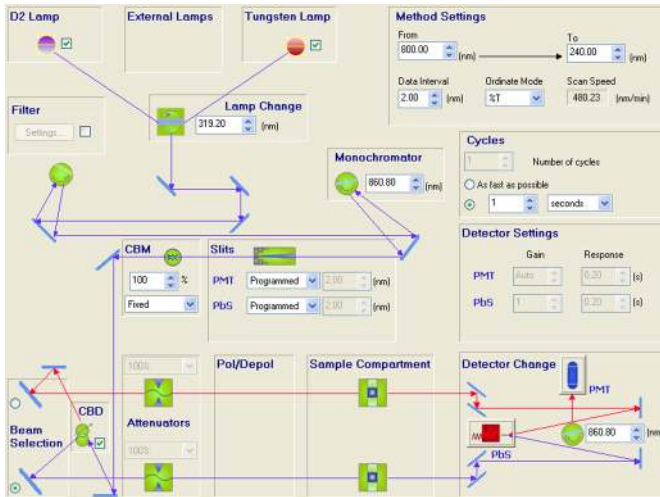 D2 Lamp
External Lamps
Tungsten Lamp
Method Settings
From
To
800.00 (nm)
240.00 (nm)
Data Interval
Ordinate Mode
Scan Speed
2.00 (nm)
%T
480.23 (nm/min)
Filter
Settings...
Lamp Change
319.20 (nm)
Monochromator
860.80 (nm)
Cycles
1 Number of cycles
As fast as possible
1 seconds
CBM
100 %
Fixed
Slits
PMT Programmed 2.00 (nm)
PbS Programmed 2.00 (nm)
Detector Settings
Gain Response
PMT Auto 0.20 (s)
PbS 1 0.20 (s)
100%
Pol/Depol
Sample Compartment
Detector Change
PMT
Beam
Selection
CBD
Attenuators
100%
860.80 (nm)
PbS